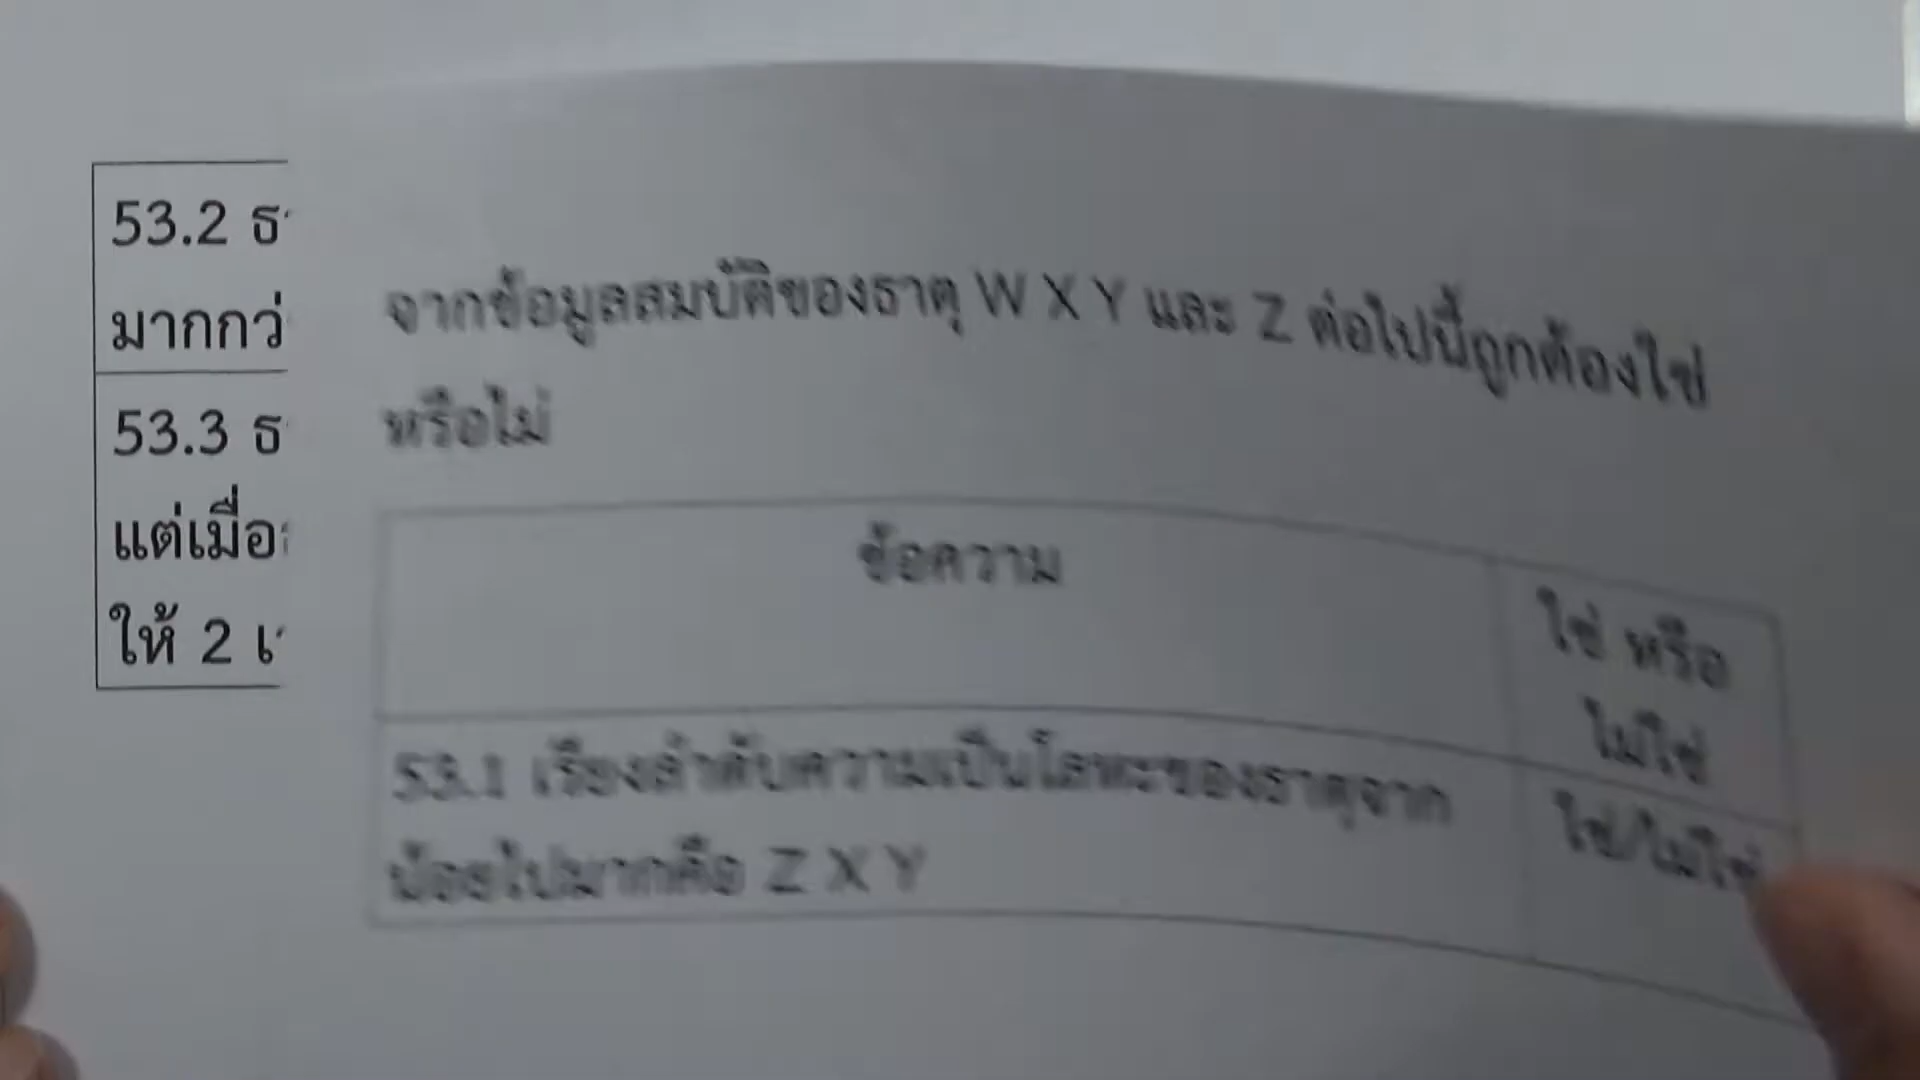 จากข้อมูลสมบัติของธาตุ W X Y และ Z ต่อไปนี้ถูกต้องใช่
หรือไม่
ข้อความ
ใช่ หรือ
ไม่ใช่
53.1 เรียงลำดับความเป็นโลหะของธาตุจาก
น้อยไปมากคือ Z X Y
ใช่/ไม่ใช่
53.2
มากกว่
53.3
แต่เมื่อ
ให้ 2